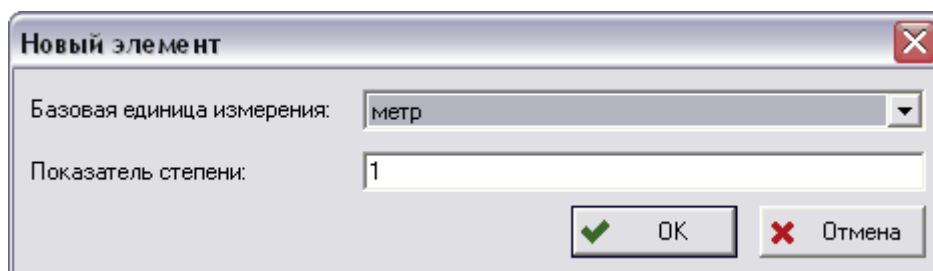 Новый элемент
Базовая единица измерения: метр
Показатель степени: 1
OK Отмена